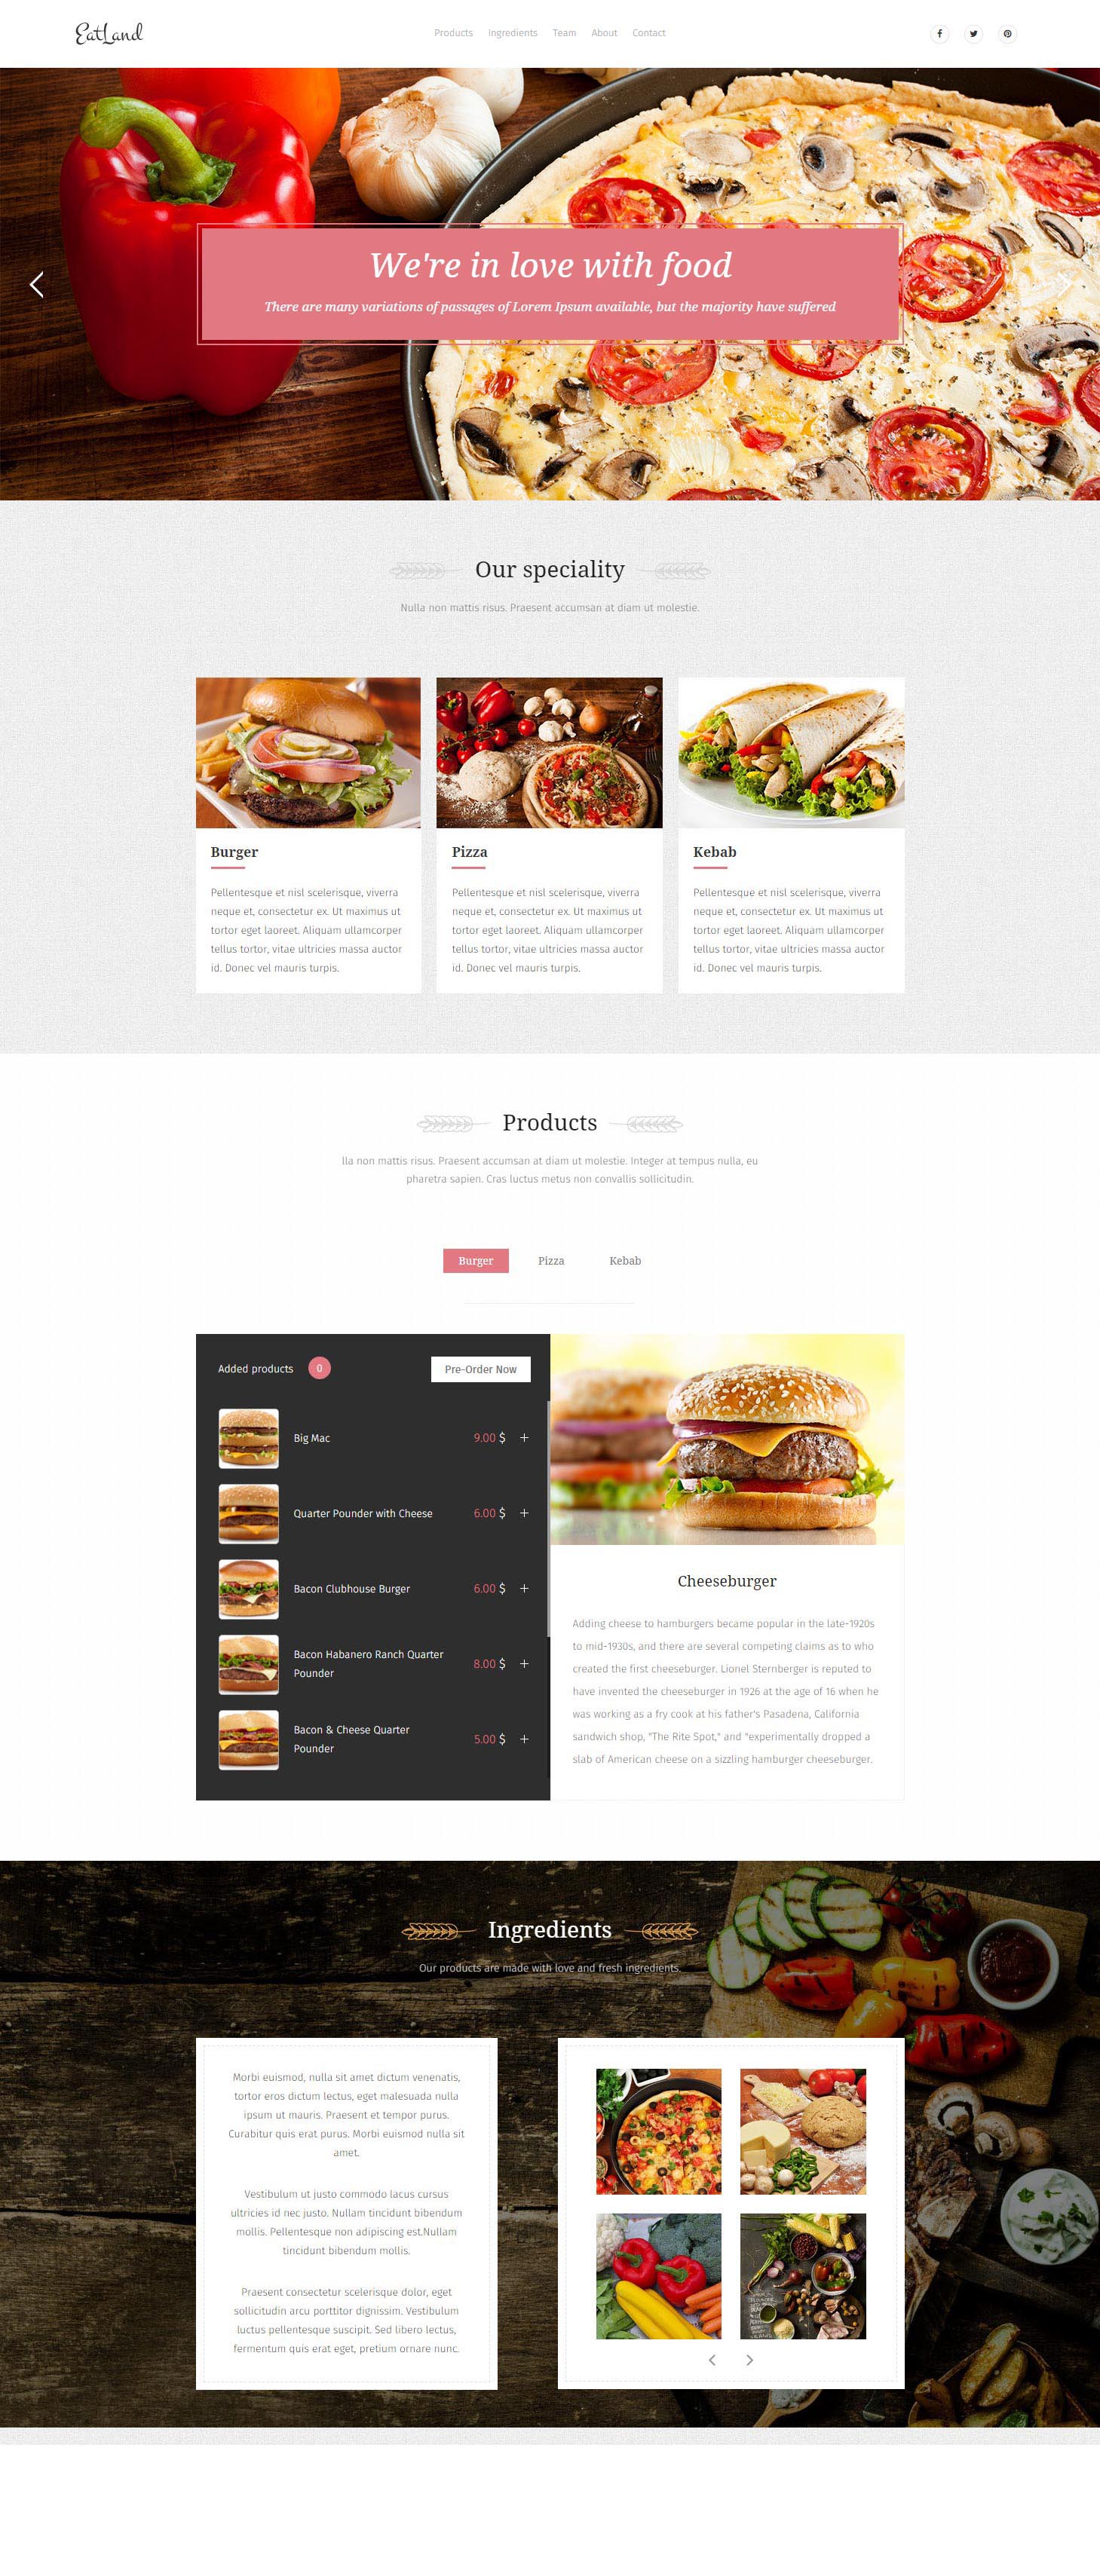 EatLand
Products Ingredients Team About Contact
We're in love with food
There are many variations of passages of Lorem Ipsum available, but the majority have suffered
Our speciality
Nulla non mattis risus. Praesent accumsan at diam ut molestie.
Burger
Pellentesque et nisl scelerisque, viverra
neque et, consectetur ex. Ut maximus ut
tortor eget laoreet. Aliquam ullamcorper
tellus tortor, vitae ultricies massa auctor
id. Donec vel mauris turpis.
Pizza
Pellentesque et nisl scelerisque, viverra
neque et, consectetur ex. Ut maximus ut
tortor eget laoreet. Aliquam ullamcorper
tellus tortor, vitae ultricies massa auctor
id. Donec vel mauris turpis.
Kebab
Pellentesque et nisl scelerisque, viverra
neque et, consectetur ex. Ut maximus ut
tortor eget laoreet. Aliquam ullamcorper
tellus tortor, vitae ultricies massa auctor
id. Donec vel mauris turpis.
Products
lla non mattis risus. Praesent accumsan at diam ut molestie. Integer at tempus nulla, eu
pharetra sapien. Cras luctus metus non convallis sollicitudin.
Burger Pizza Kebab
Added products 0 Pre-Order Now
Big Mac 9.00 $ +
Quarter Pounder with Cheese 6.00 $ +
Bacon Clubhouse Burger 6.00 $ +
Bacon Habanero Ranch Quarter
Pounder 8.00 $ +
Bacon & Cheese Quarter
Pounder 5.00 $ +
Cheeseburger
Adding cheese to hamburgers became popular in the late-1920s
to mid-1930s, and there are several competing claims as to who
created the first cheeseburger. Lionel Sternberger is reputed to
have invented the cheeseburger in 1926 at the age of 16 when he
was working as a fry cook at his father's Pasadena, California
sandwich shop, "The Rite Spot," and "experimentally dropped a
slab of American cheese on a sizzling hamburger cheeseburger.
Ingredients
Our products are made with love and fresh ingredients.
Morbi euismod, nulla sit amet dictum venenatis,
tortor eros dictum lectus, eget malesuada nulla
ipsum ut mauris. Praesent et tempor purus.
Curabitur quis erat purus. Morbi euismod nulla sit
amet.
Vestibulum ut justo commodo lacus cursus
ultricies id nec justo. Nullam tincidunt bibendum
mollis. Pellentesque non adipiscing est.Nullam
tincidunt bibendum mollis.
Praesent consectetur scelerisque dolor, eget
sollicitudin arcu porttitor dignissim. Vestibulum
luctus pellentesque suscipit. Sed libero lectus,
fermentum quis erat eget, pretium ornare nunc.